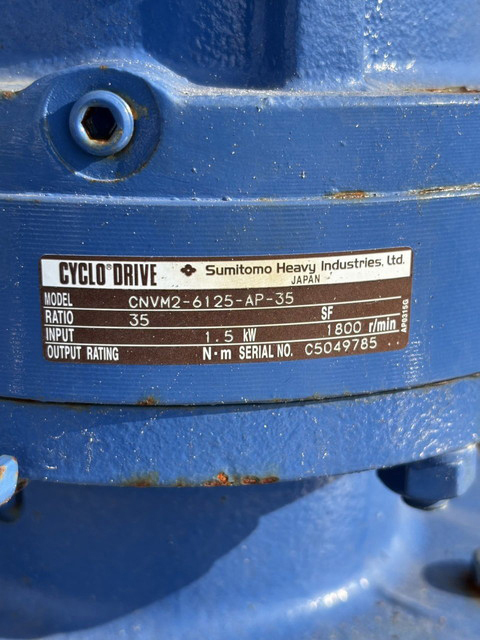 CYCLO® DRIVE Sumitomo Heavy Industries, Ltd.
JAPAN
MODEL CNVM2-6125-AP-35
RATIO 35 SF
INPUT 1.5 kW 1800 r/min
OUTPUT RATING N·m SERIAL NO. C5049785
AP031SG